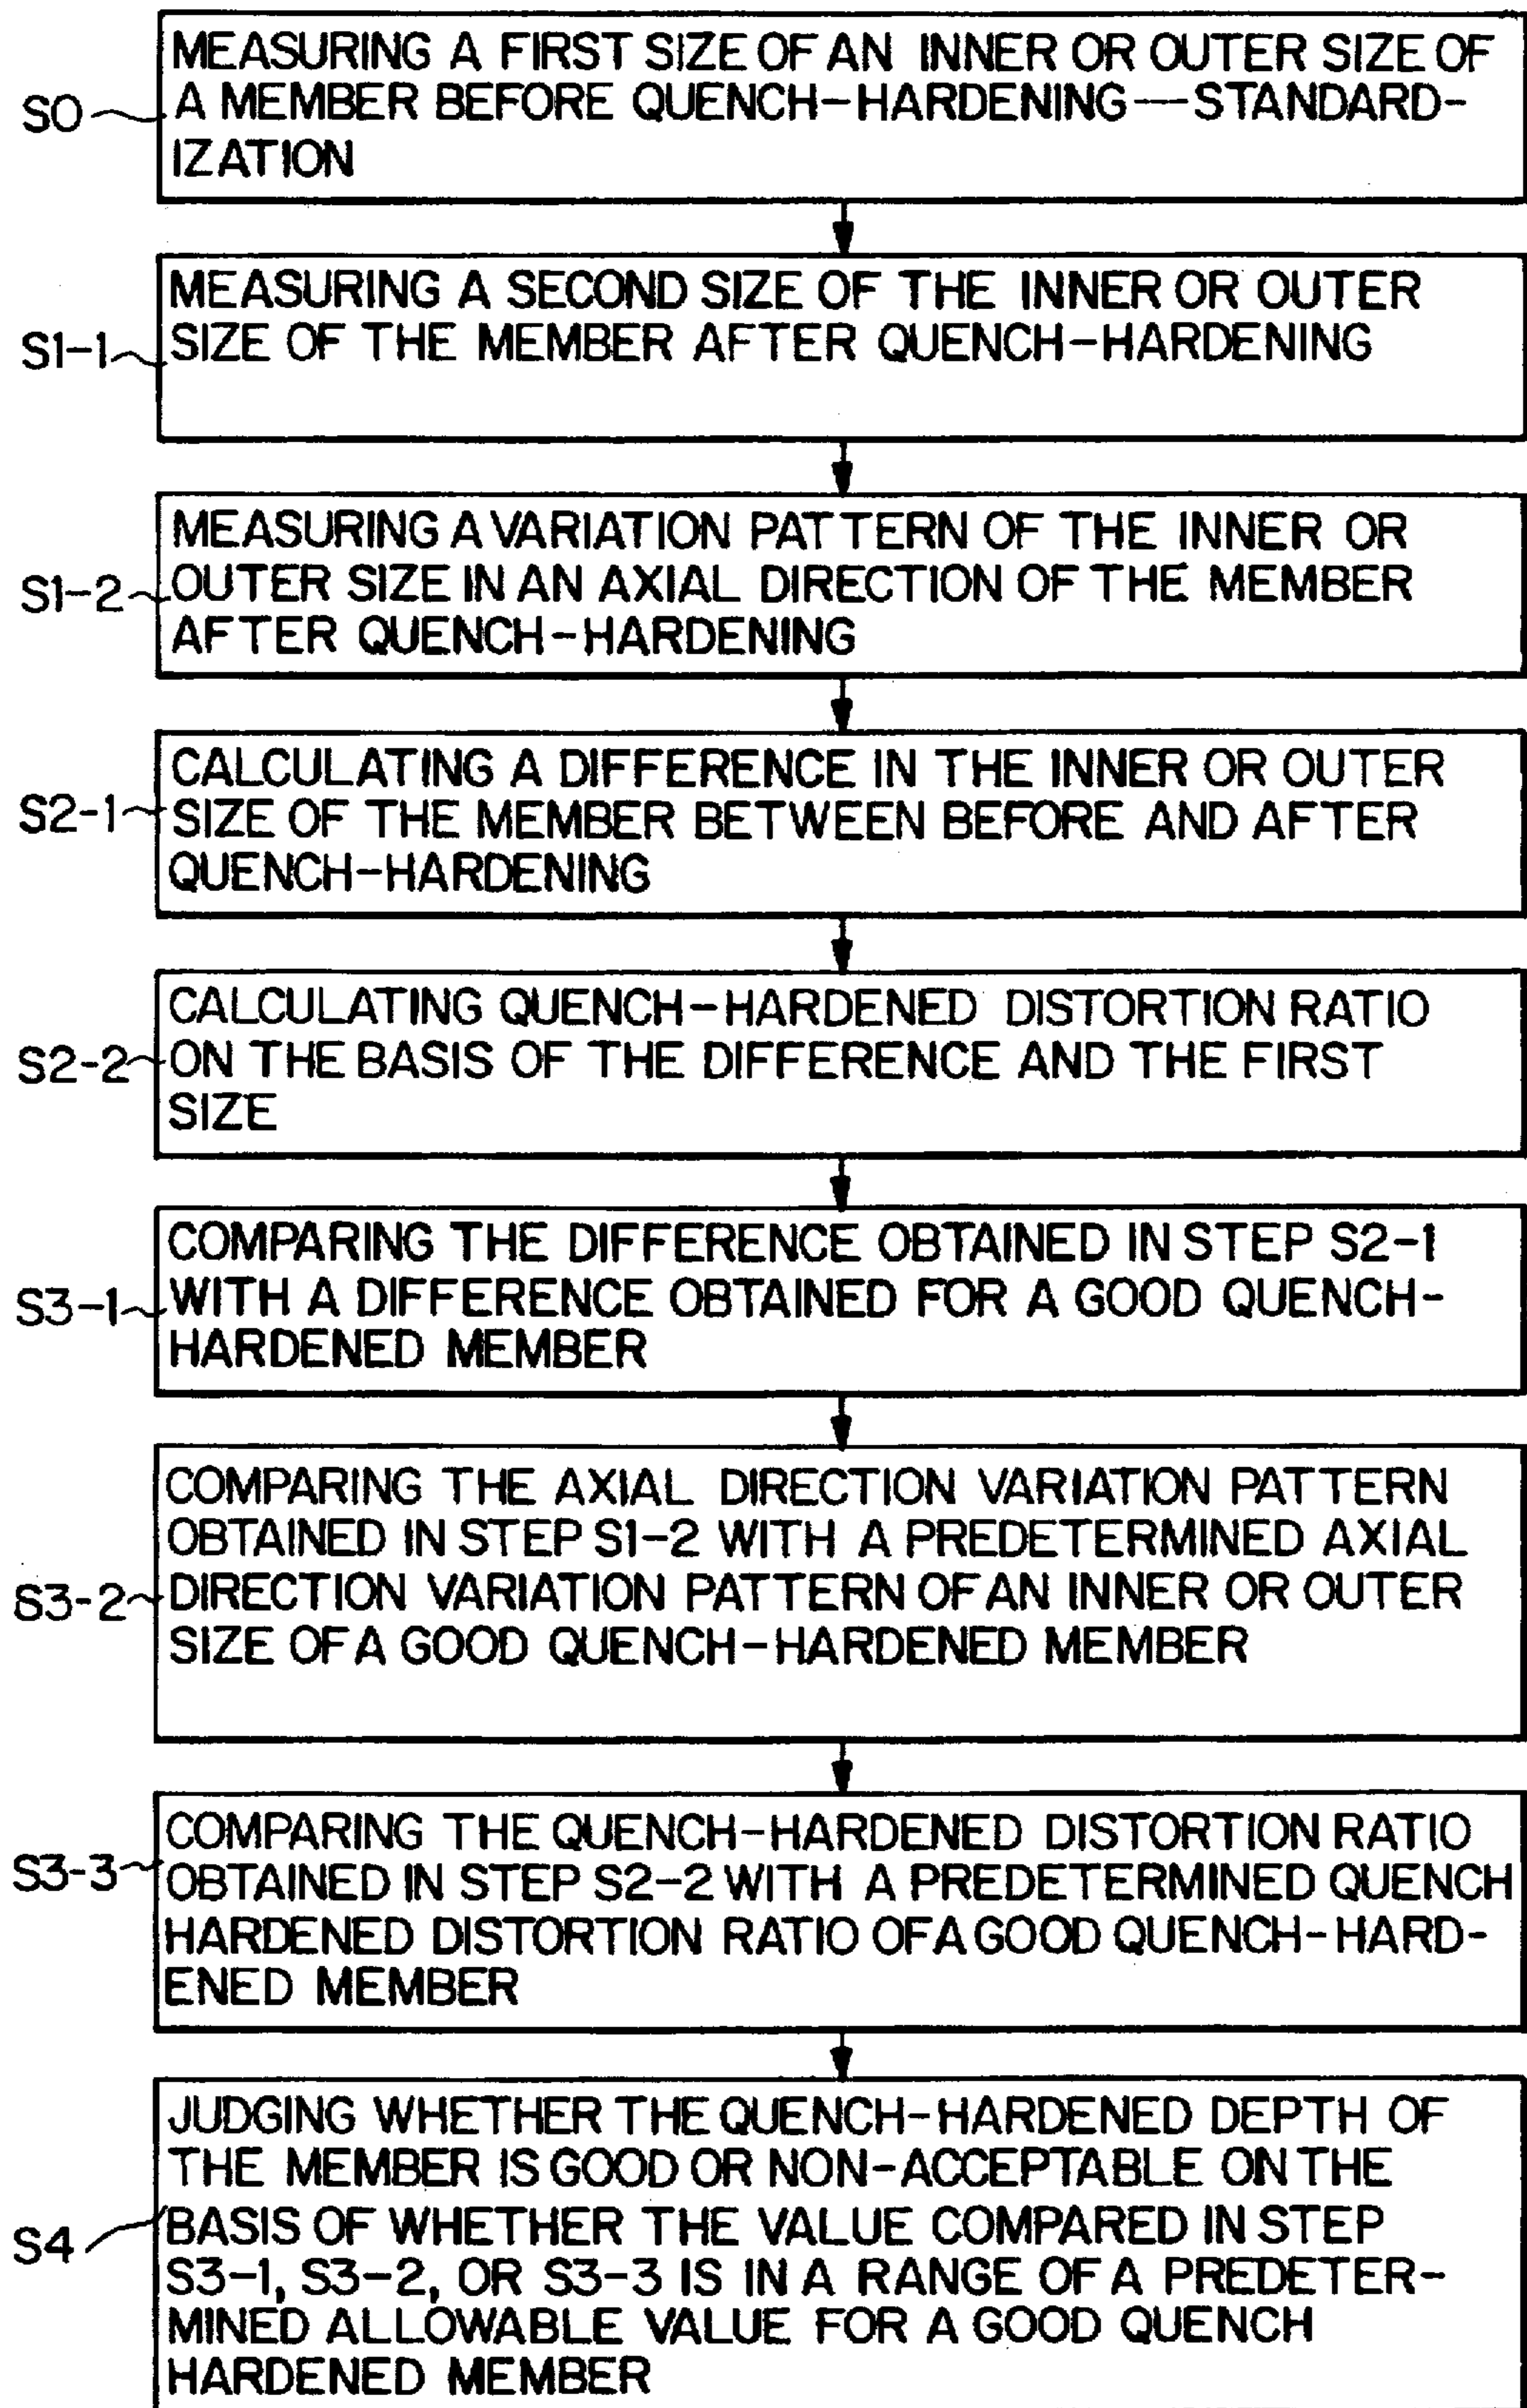 MEASURING A FIRST SIZE OF AN INNER OR OUTER SIZE OF
S0 A MEMBER BEFORE QUENCH-HARDENING—STANDARD-
IZATION
MEASURING A SECOND SIZE OF THE INNER OR OUTER
S1-1 SIZE OF THE MEMBER AFTER QUENCH-HARDENING
MEASURING A VARIATION PATTERN OF THE INNER OR
S1-2 OUTER SIZE IN AN AXIAL DIRECTION OF THE MEMBER
AFTER QUENCH-HARDENING
CALCULATING A DIFFERENCE IN THE INNER OR OUTER
S2-1 SIZE OF THE MEMBER BETWEEN BEFORE AND AFTER
QUENCH-HARDENING
CALCULATING QUENCH-HARDENED DISTORTION RATIO
S2-2 ON THE BASIS OF THE DIFFERENCE AND THE FIRST
SIZE
COMPARING THE DIFFERENCE OBTAINED IN STEP S2-1
S3-1 WITH A DIFFERENCE OBTAINED FOR A GOOD QUENCH-
HARDENED MEMBER
COMPARING THE AXIAL DIRECTION VARIATION PATTERN
OBTAINED IN STEP S1-2 WITH A PREDETERMINED AXIAL
S3-2 DIRECTION VARIATION PATTERN OF AN INNER OR OUTER
SIZE OF A GOOD QUENCH-HARDENED MEMBER
COMPARING THE QUENCH-HARDENED DISTORTION RATIO
S3-3 OBTAINED IN STEP S2-2 WITH A PREDETERMINED QUENCH
HARDENED DISTORTION RATIO OF A GOOD QUENCH-HARD-
ENED MEMBER
JUDGING WHETHER THE QUENCH-HARDENED DEPTH OF
THE MEMBER IS GOOD OR NON-ACCEPTABLE ON THE
S4 BASIS OF WHETHER THE VALUE COMPARED IN STEP
S3-1, S3-2, OR S3-3 IS IN A RANGE OF A PREDETER-
MINED ALLOWABLE VALUE FOR A GOOD QUENCH
HARDENED MEMBER